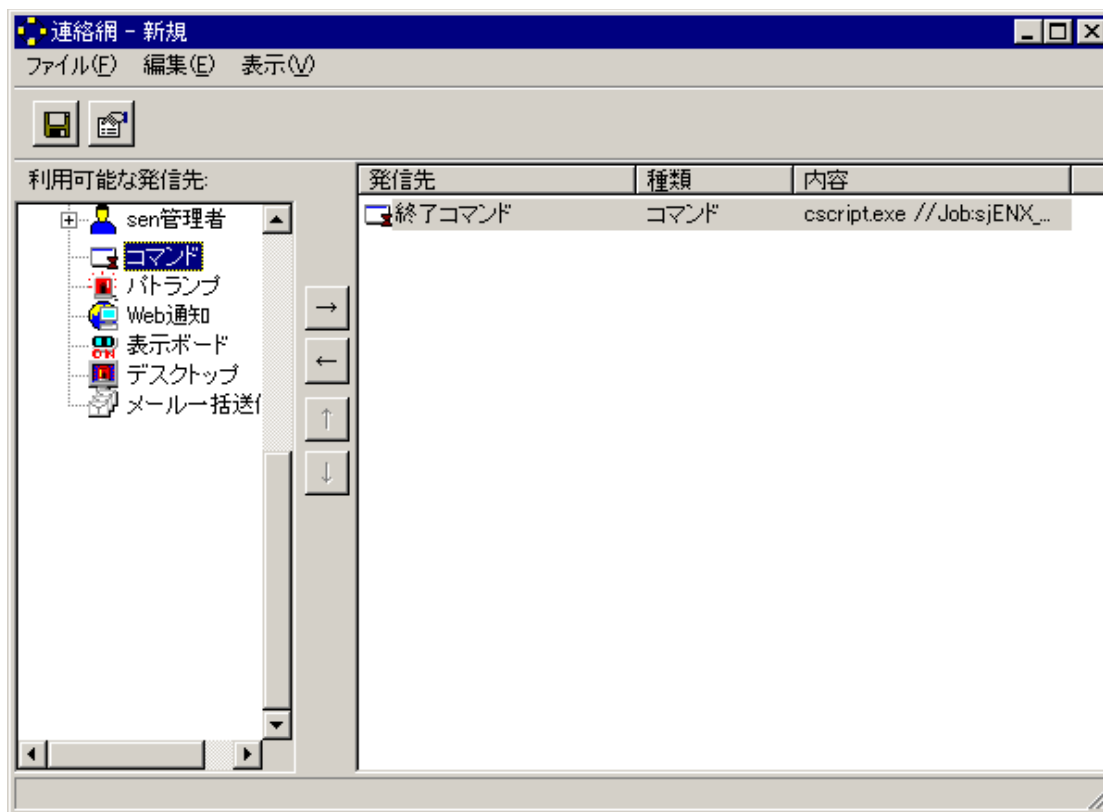 連絡網 - 新規
ファイル(F) 編集(E) 表示(V)
利用可能な発信先:
sen管理者
コマンド
パトランプ
Web通知
表示ボード
デスクトップ
メール一括送
発信先 種類 内容
終了コマンド コマンド cscript.exe //Job:sjENX_...